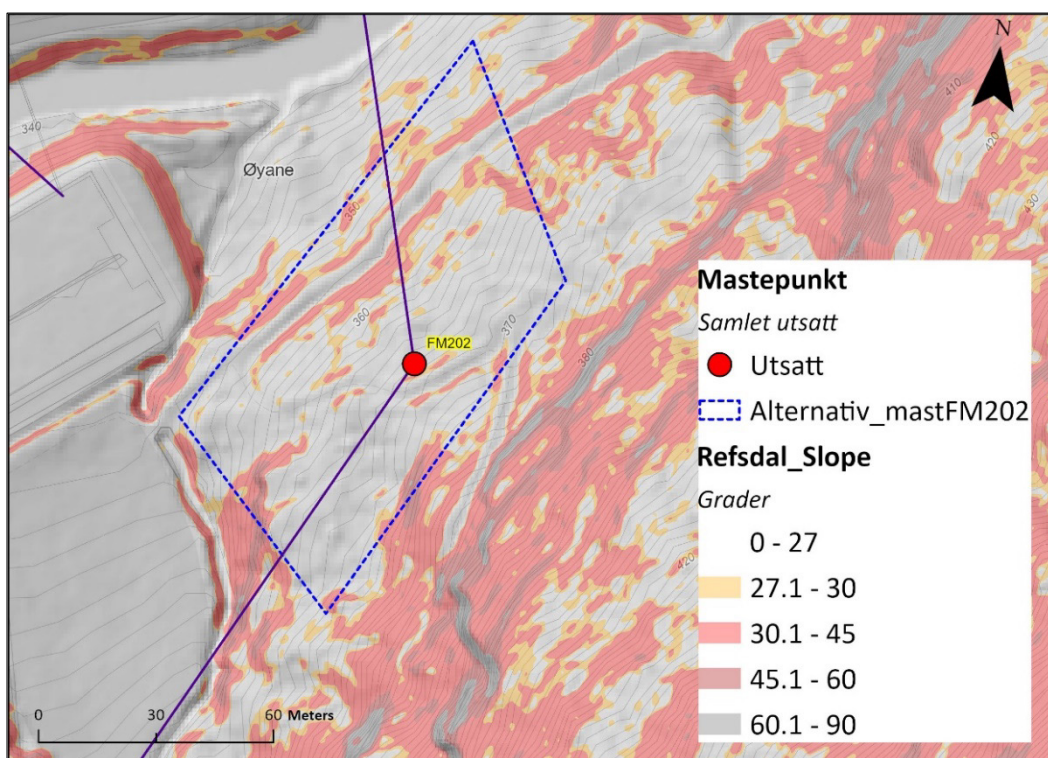 N
410
420
340
Øyane
350
430
360
370
FM202
380
420
0
30
60 Meters
Mastepunkt
Samlet utsatt
Utsatt
Alternativ_mastFM202
Refsdal_Slope
Grader
0 - 27
27.1 - 30
30.1 - 45
45.1 - 60
60.1 - 90